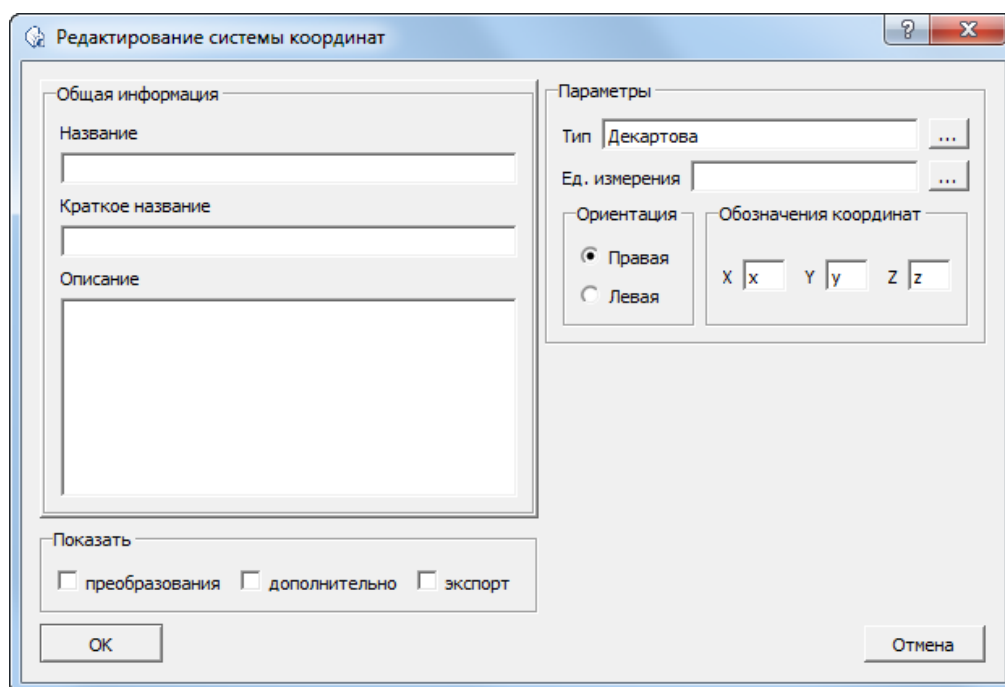 Редактирование системы координат
Общая информация
Название
Краткое название
Описание
Показать
преобразования дополнительно экспорт
OK
Параметры
Тип Декартова ...
Ед. измерения ...
Ориентация
Правая
Левая
Обозначения координат
X x Y y Z z
Отмена